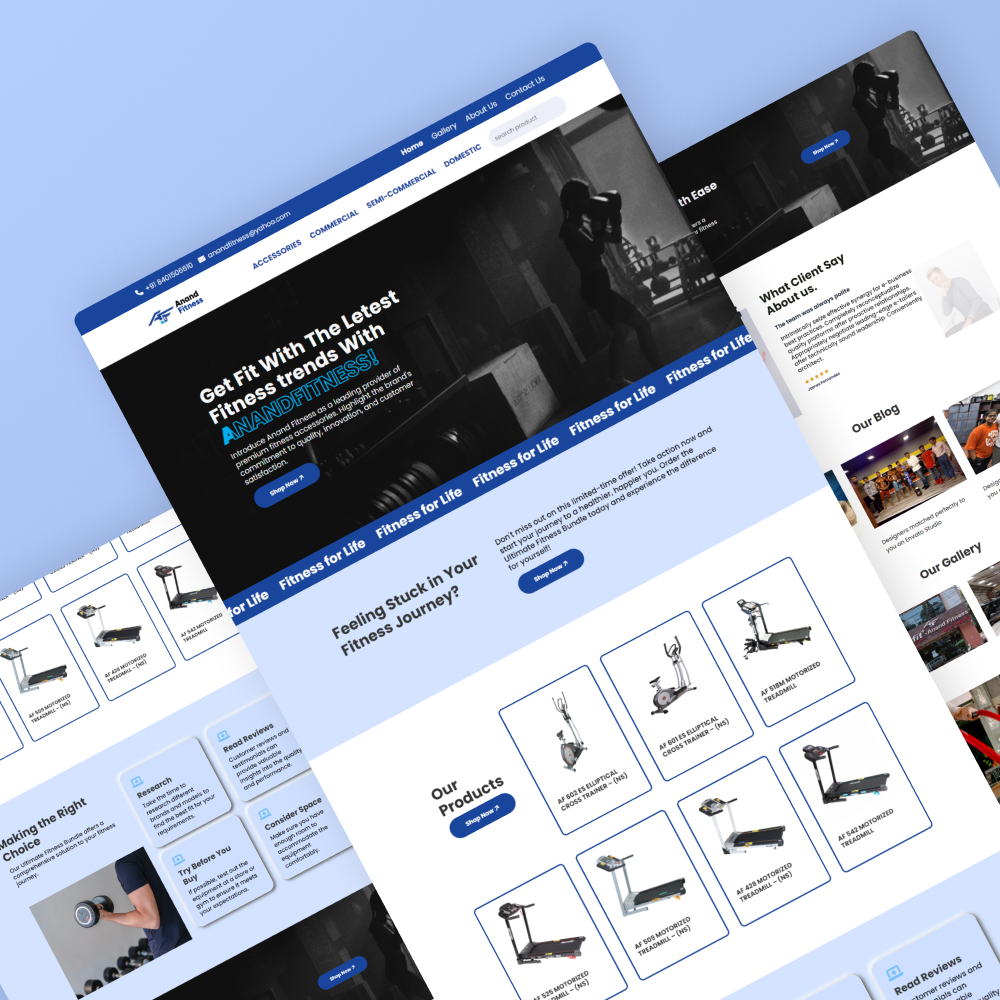 +91 8401506610 anandfitness@yahoo.com
Home Gallery About Us Contact Us
Anand
Fitness
ACCESSORIES COMMERCIAL SEMI-COMMERCIAL DOMESTIC
search product
Get Fit With The Letest
Fitness trends With
ANANDFITNESS!
Introduce Anand Fitness as a leading provider of
premium fitness accessories. Highlight the brand's
commitment to quality, innovation, and customer
satisfaction.
Shop Now
for Life Fitness for Life Fitness for Life Fitness for Life Fitness for Life Fitness for Life
Feeling Stuck in Your
Fitness Journey?
Don't miss out on this limited-time offer! Take action now and
start your journey to a healthier, happier you. Order the
Ultimate Fitness Bundle today and experience the difference
for yourself!
Shop Now
Our
Products
Shop Now
AF 602 ES ELLIPTICAL
CROSS TRAINER – (NS)
AF 601 ES ELLIPTICAL
CROSS TRAINER – (NS)
AF 518M MOTORIZED
TREADMILL
AF 525 MOTORIZED
TREADMILL – (NS)
AF 509 MOTORIZED
TREADMILL – (NS)
AF 428 MOTORIZED
TREADMILL – (NS)
AF 542 MOTORIZED
TREADMILL
Read Reviews
Customer reviews and
testimonials can
AF 509 MOTORIZED
TREADMILL – (NS)
AF 428 MOTORIZED
TREADMILL – (NS)
AF 542 MOTORIZED
TREADMILL
Making the Right
Choice
Our Ultimate Fitness Bundle offers a
comprehensive solution to your fitness
journey.
Research
Take the time to
research different
brands and models to
find the best fit for your
requirements.
Read Reviews
Customer reviews and
testimonials can
provide valuable
insights into the quality
and performance.
Try Before You
Buy
If possible, test out the
equipment at a store or
gym to ensure it meets
your expectations.
Consider Space
Make sure you have
enough room to
accommodate the
equipment
comfortably.
Shop Now
th Ease
ers a
fitness
Shop Now
What Client Say
About us.
The team was always polite
Intrinsically seize effective synergy for e-business
best practices. Completely reconceptualize
quality platforms after proactive relationships.
Appropriately negotiate leading-edge e-tailers
after technically sound leadership. Conveniently
architect.
James Fernandez
Our Blog
Designers matched perfectly to
you on Envato Studio
Our Gallery
Anand Fitness